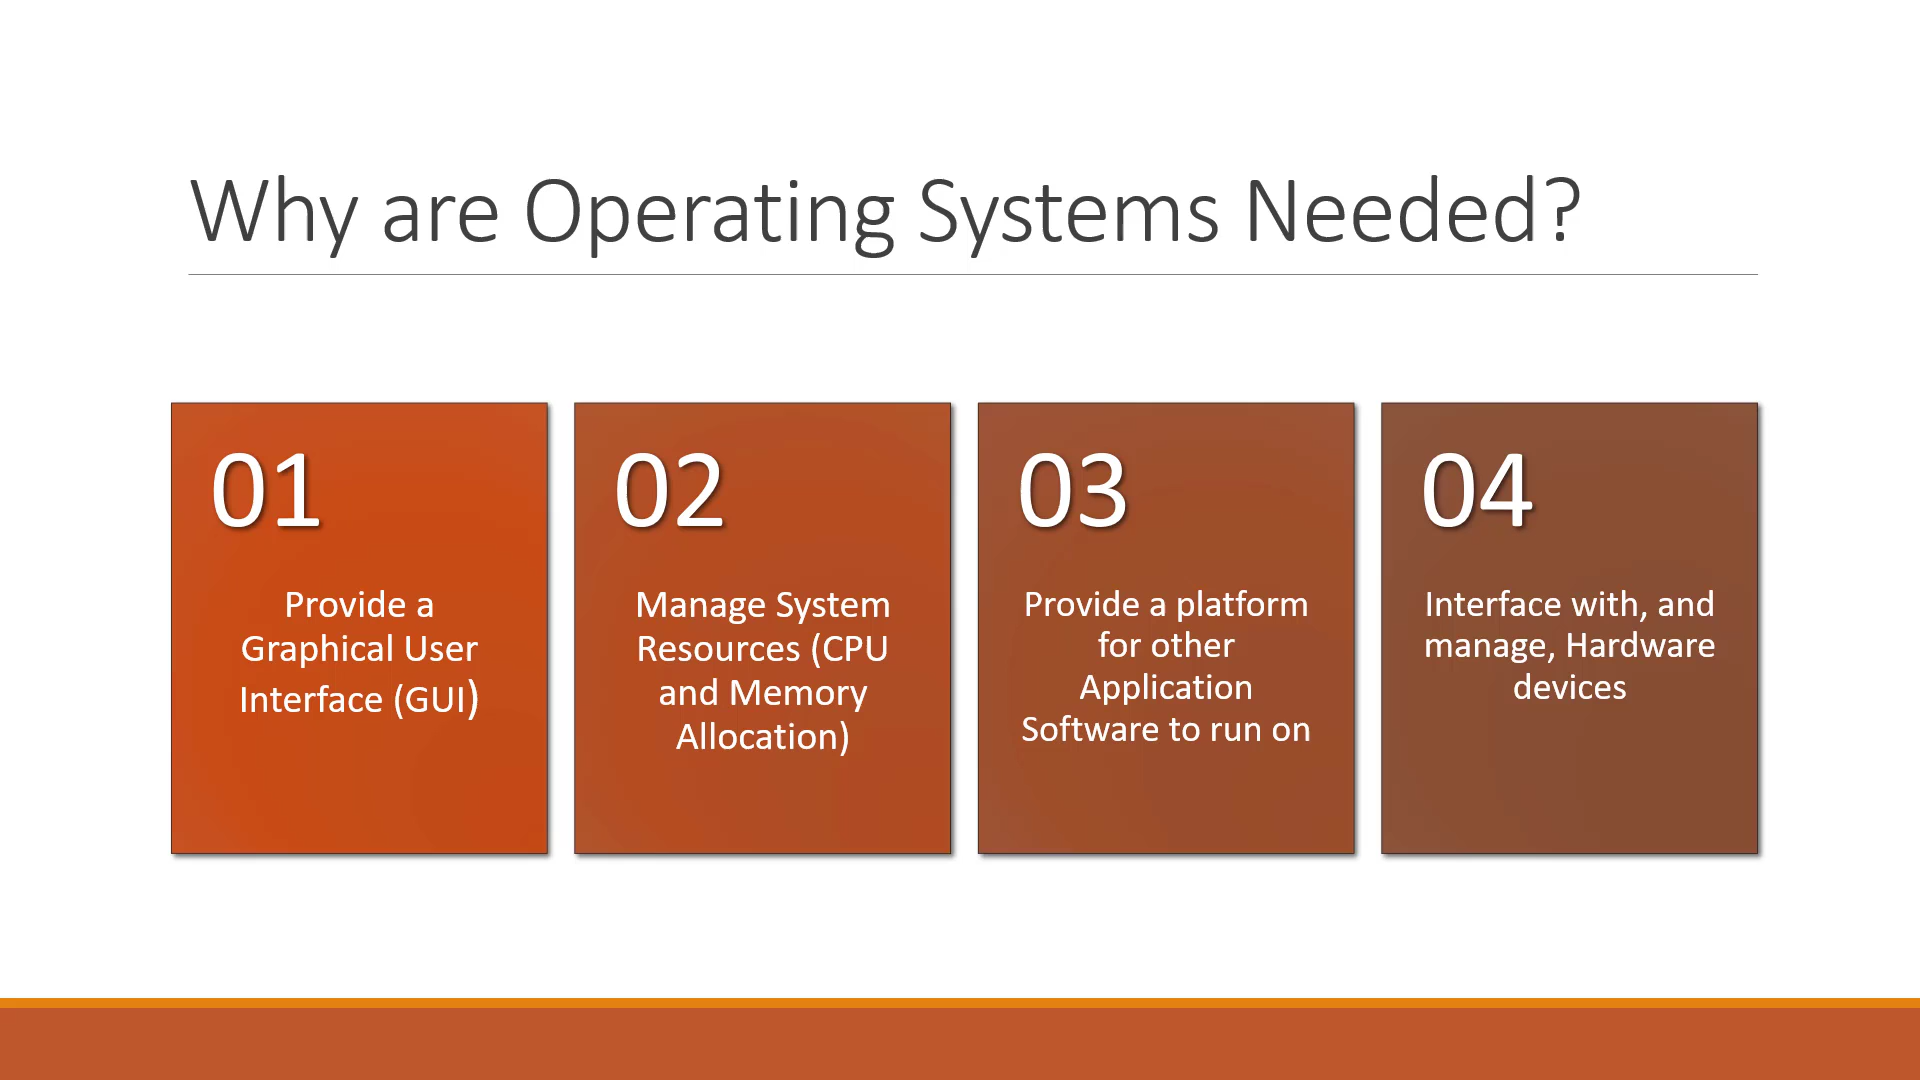 Why are Operating Systems Needed?
01
Provide a
Graphical User
Interface (GUI)
02
Manage System
Resources (CPU
and Memory
Allocation)
03
Provide a platform
for other
Application
Software to run on
04
Interface with, and
manage, Hardware
devices